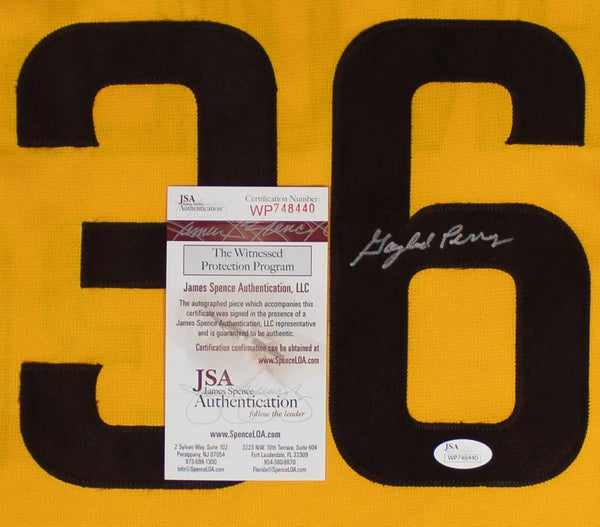 36
JSA
Authentication™
Certification Number:
WP748440
The Witnessed
Protection Program
James Spence Authentication, LLC
The autographed piece which accompanies this
certificate was signed in the presence of a
James Spence Authentication, LLC representative
and is guaranteed to be authentic.
Certification confirmation can be obtained at
www.SpenceLOA.com
JSA
James Spence
Authentication™
follow the leader
www.SpenceLOA.com
2 Sylvan Way, Suite 102
Parsippany, NJ 07054
973-898-1300
Info@SpenceLOA.com
3223 N.W. 10th Terrace, Suite 604
Fort Lauderdale, FL 33309
954-380-8670
Florida@SpenceLOA.com
Gaylord Perry
JSA
WP748440